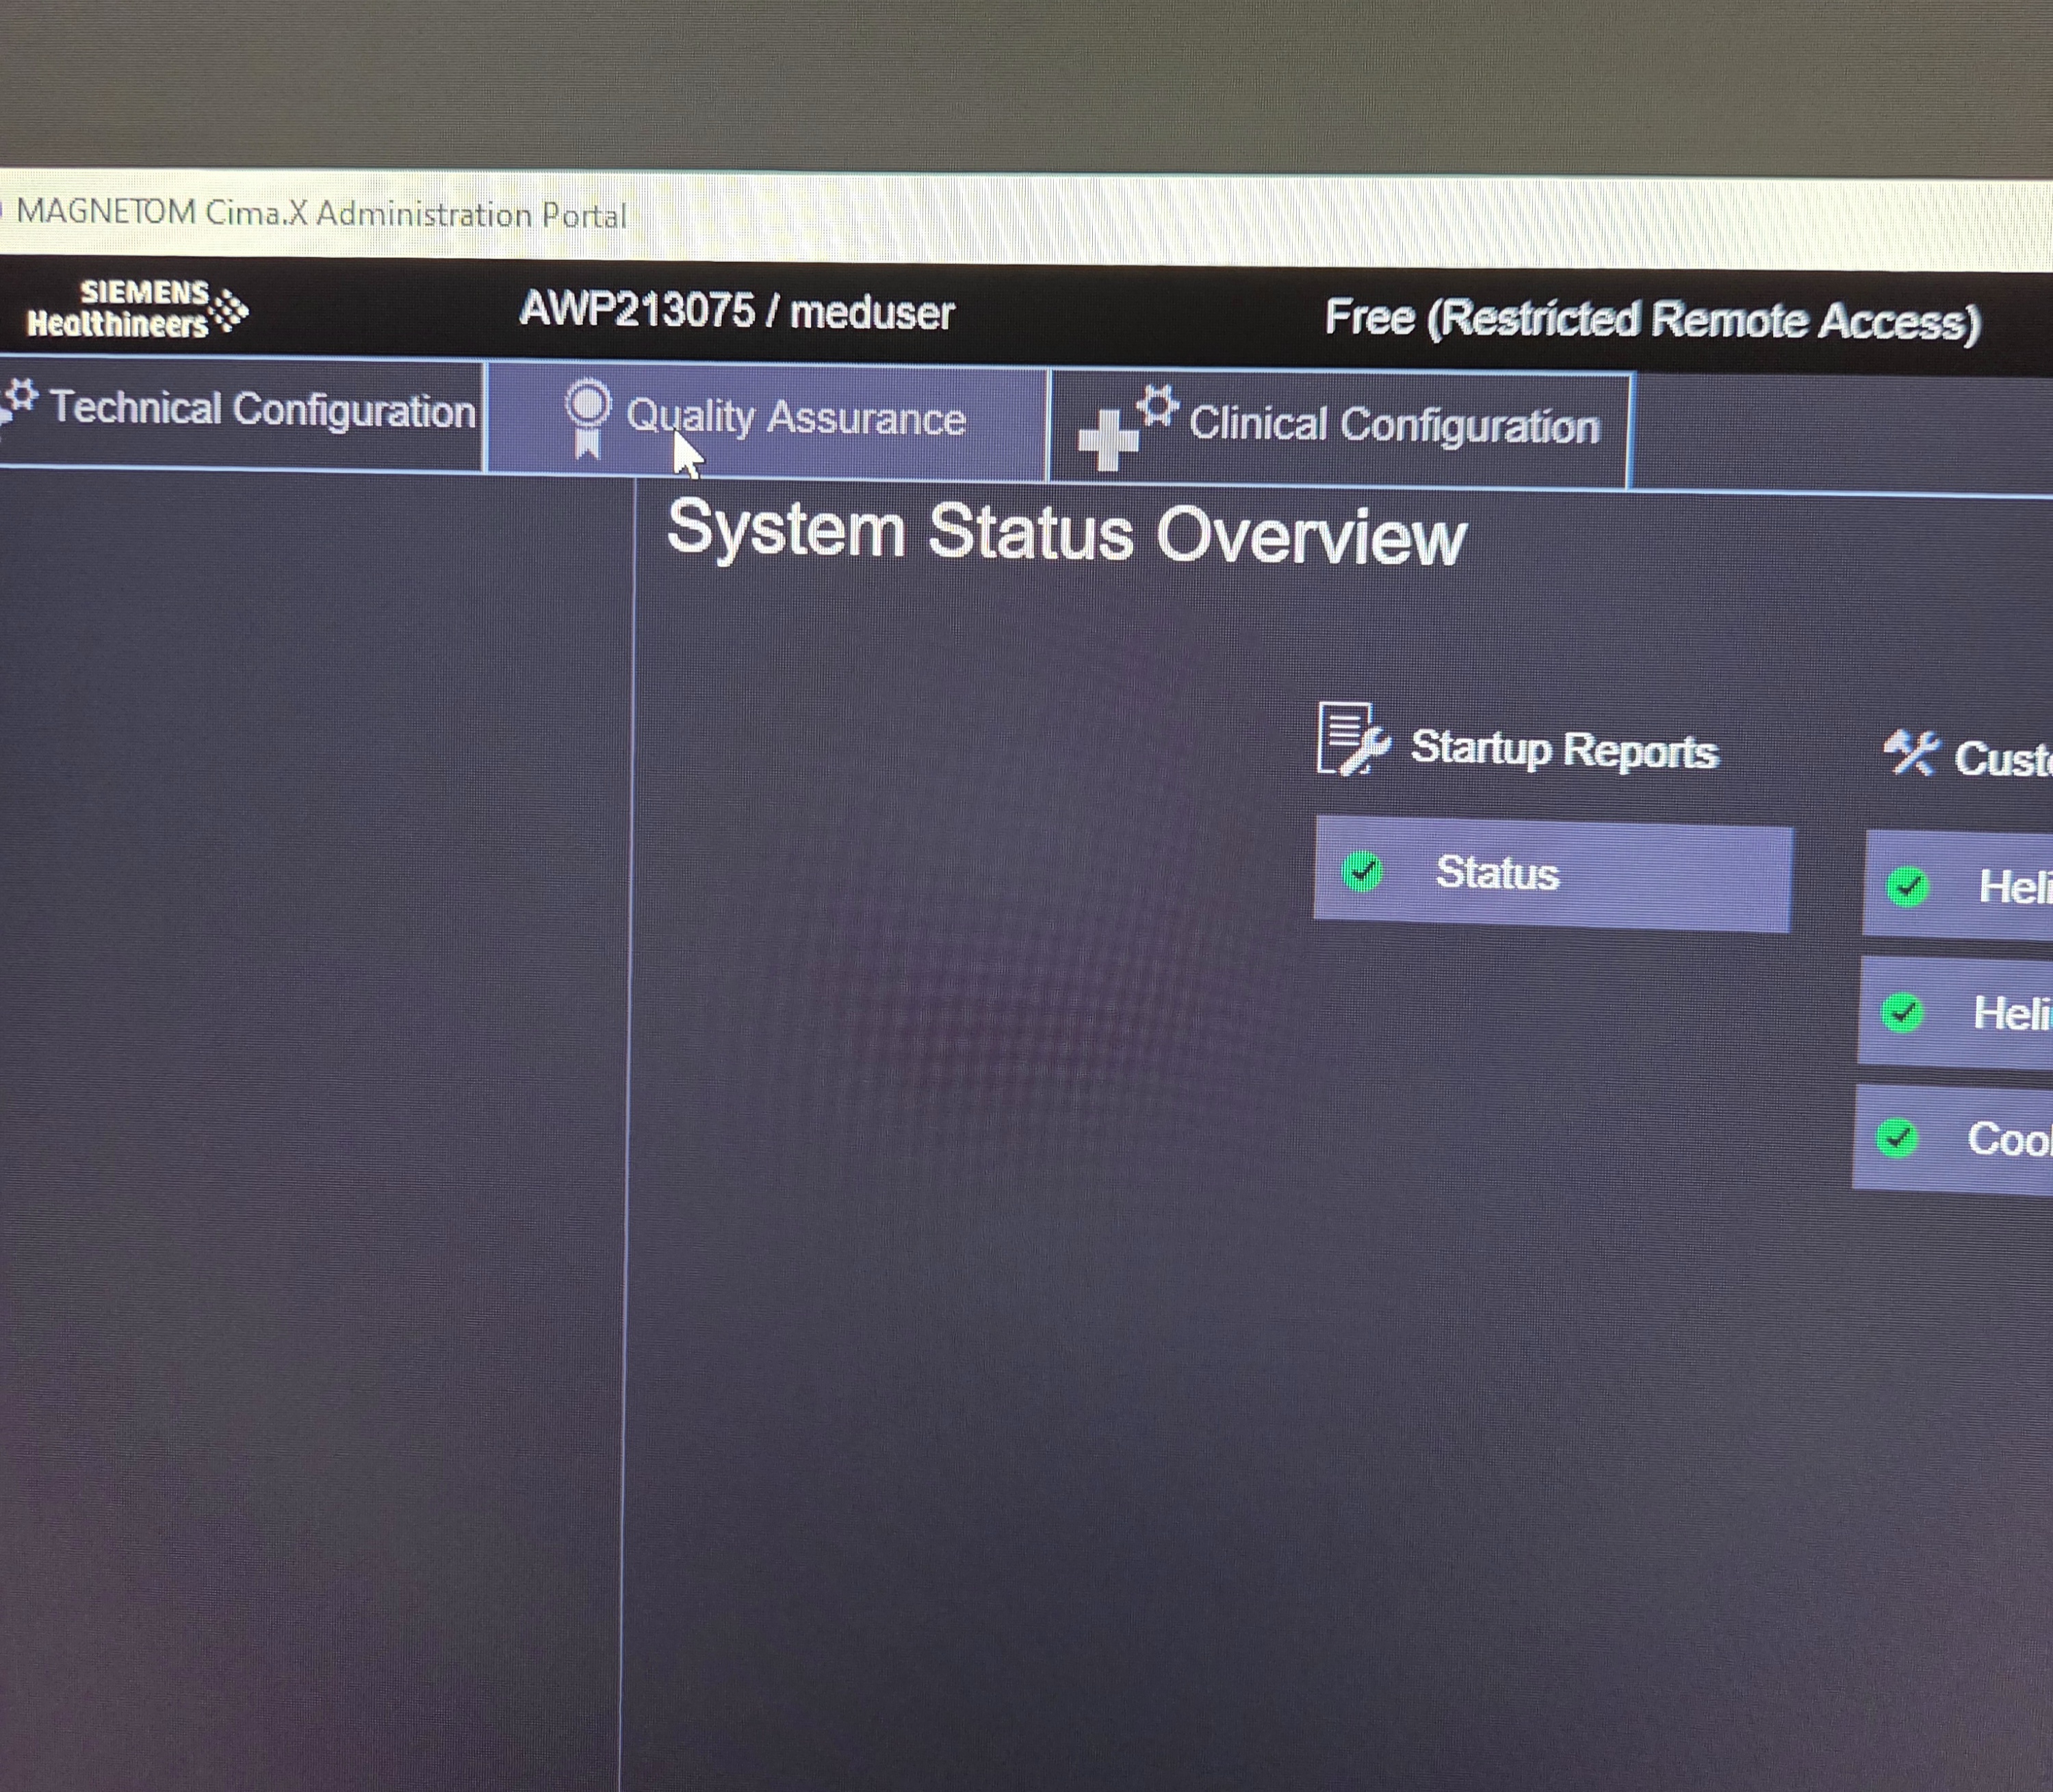 MAGNETOM Cima.X Administration Portal
SIEMENS
Healthineers
AWP213075 / meduser
Free (Restricted Remote Access)
Technical Configuration
Quality Assurance
Clinical Configuration
System Status Overview
Startup Reports
Status